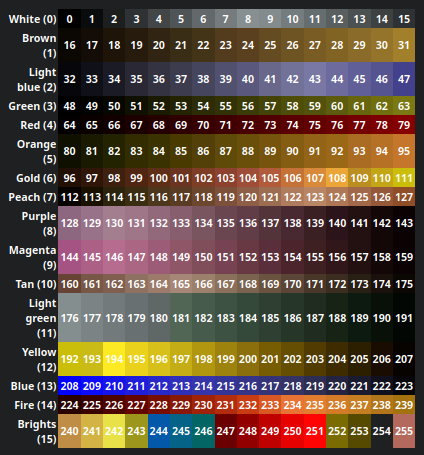 White (0) 0 1 2 3 4 5 6 7 8 9 10 11 12 13 14 15
Brown
(1) 16 17 18 19 20 21 22 23 24 25 26 27 28 29 30 31
Light
blue (2) 32 33 34 35 36 37 38 39 40 41 42 43 44 45 46 47
Green (3) 48 49 50 51 52 53 54 55 56 57 58 59 60 61 62 63
Red (4) 64 65 66 67 68 69 70 71 72 73 74 75 76 77 78 79
Orange
(5) 80 81 82 83 84 85 86 87 88 89 90 91 92 93 94 95
Gold (6) 96 97 98 99 100 101 102 103 104 105 106 107 108 109 110 111
Peach (7) 112 113 114 115 116 117 118 119 120 121 122 123 124 125 126 127
Purple
(8) 128 129 130 131 132 133 134 135 136 137 138 139 140 141 142 143
Magenta
(9) 144 145 146 147 148 149 150 151 152 153 154 155 156 157 158 159
Tan (10) 160 161 162 163 164 165 166 167 168 169 170 171 172 173 174 175
Light
green
(11) 176 177 178 179 180 181 182 183 184 185 186 187 188 189 190 191
Yellow
(12) 192 193 194 195 196 197 198 199 200 201 202 203 204 205 206 207
Blue (13) 208 209 210 211 212 213 214 215 216 217 218 219 220 221 222 223
Fire (14) 224 225 226 227 228 229 230 231 232 233 234 235 236 237 238 239
Brights
(15) 240 241 242 243 244 245 246 247 248 249 250 251 252 253 254 255